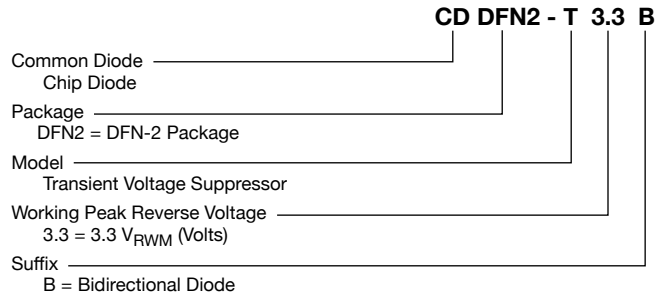 CD DFN2 - T 3.3 B
Common Diode
Chip Diode
Package
DFN2 = DFN-2 Package
Model
Transient Voltage Suppressor
Working Peak Reverse Voltage
3.3 = 3.3 VRWM (Volts)
Suffix
B = Bidirectional Diode